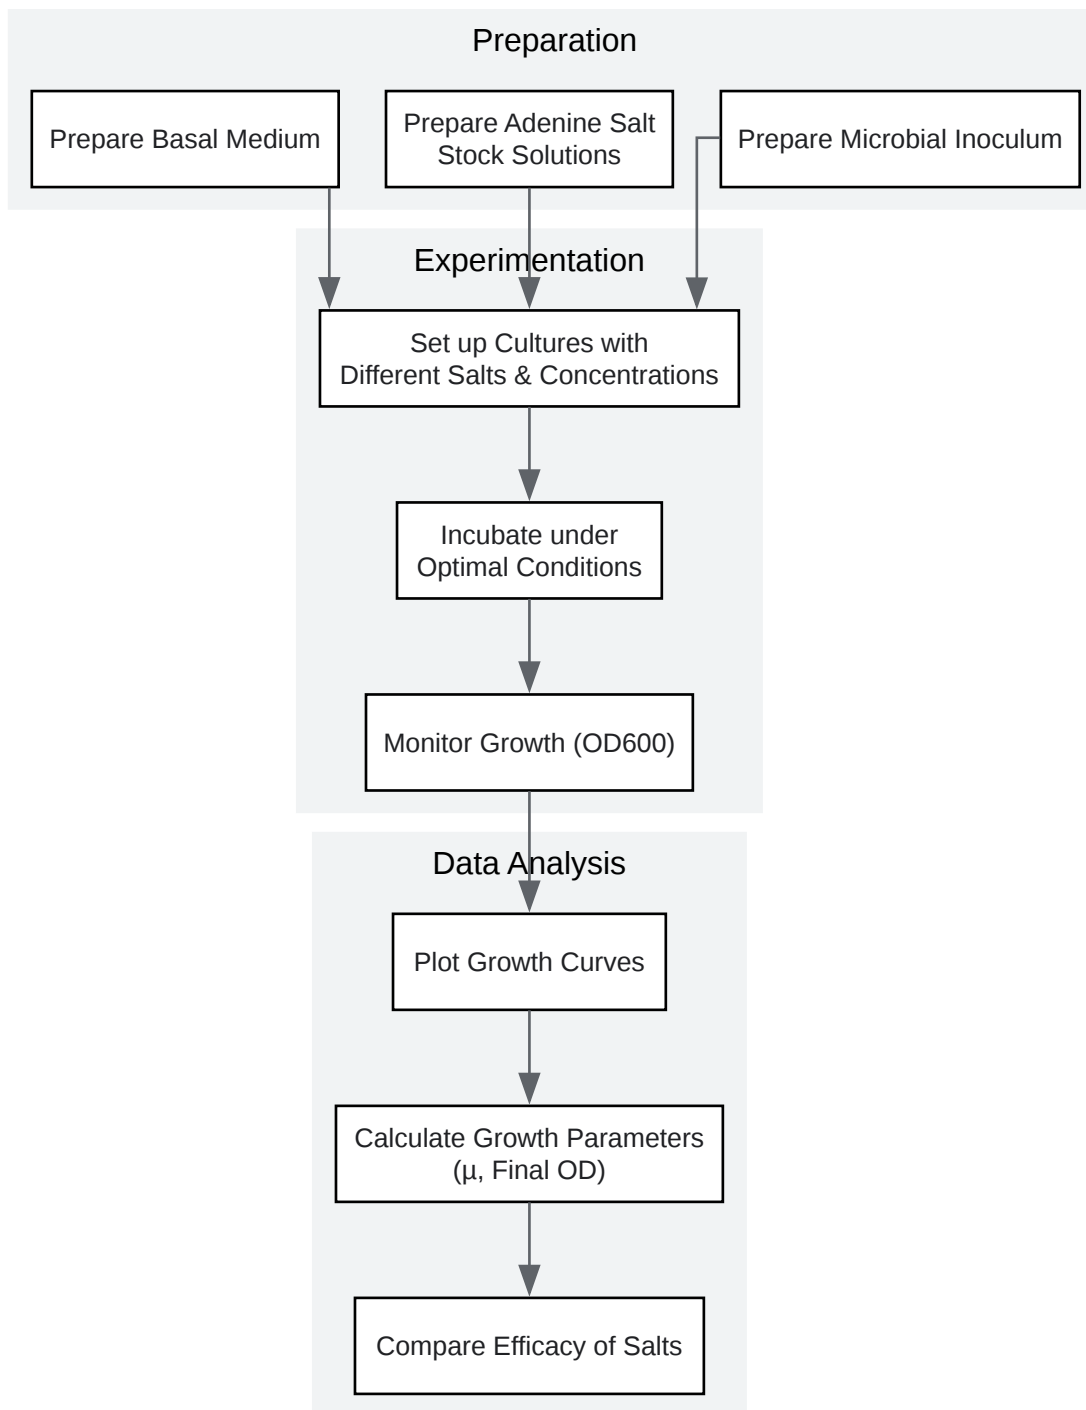 Preparation
Prepare Basal Medium
Prepare Adenine Salt
Stock Solutions
Prepare Microbial Inoculum
Experimentation
Set up Cultures with
Different Salts & Concentrations
Incubate under
Optimal Conditions
Monitor Growth (OD600)
Data Analysis
Plot Growth Curves
Calculate Growth Parameters
(µ, Final OD)
Compare Efficacy of Salts